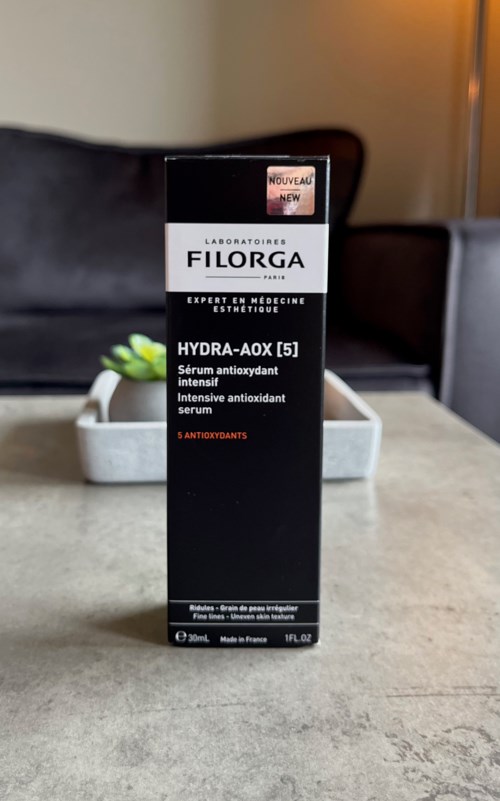 NOUVEAU
NEW
LABORATOIRES
FILORGA
PARIS
EXPERT EN MÉDECINE
ESTHÉTIQUE
HYDRA-AOX [5]
Sérum antioxydant
intensif
Intensive antioxidant
serum
5 ANTIOXYDANTS
Ridules - Grain de peau irrégulier
Fine lines - Uneven skin texture
℮ 30mL Made in France 1FL.OZ